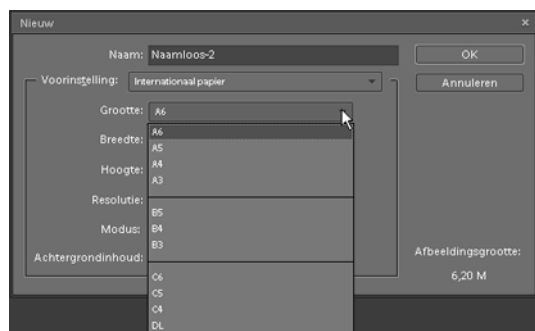 Nieuw
Naam: Naamloos-2
OK
Voorinstelling: Internationaal papier
Annuleren
Grootte: A6
A6
Breedte:
A5
Hoogte:
A4
A3
Resolutie:
B5
Modus:
B4
B3
Achtergrondinhoud:
Afbeeldingsgrootte:
C6
6,20 M
C5
C4
DL